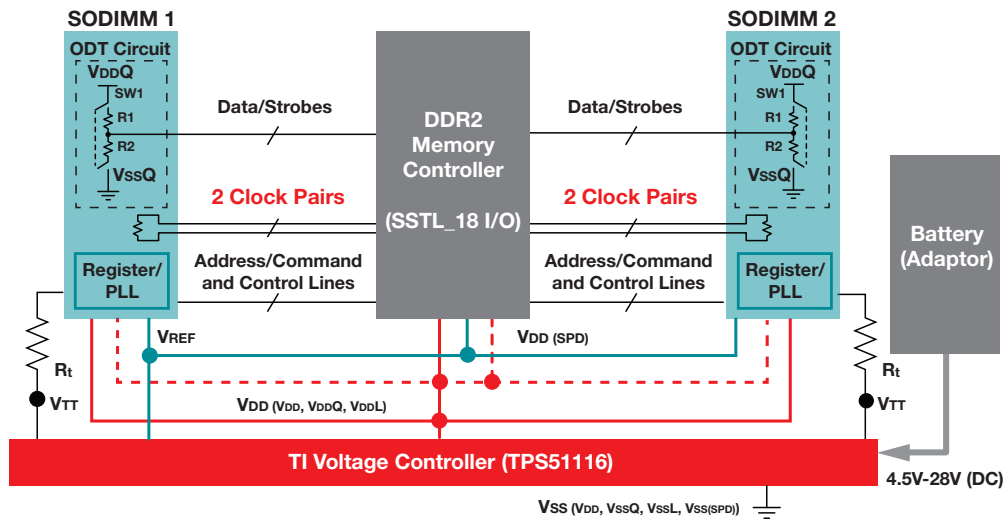 SODIMM 1
SODIMM 2
ODT Circuit
VDDQ
SW1
R1
R2
VSSQ
Data/Strobes
DDR2
Memory
Controller
(SSTL_18 I/O)
Data/Strobes
ODT Circuit
VDDQ
SW1
R1
R2
VSSQ
2 Clock Pairs
2 Clock Pairs
Battery
(Adaptor)
Register/
PLL
Address/Command
and Control Lines
Address/Command
and Control Lines
Register/
PLL
VREF
VDD (SPD)
Rt
VTT
Rt
VTT
VDD (VDD, VDDQ, VDDL)
TI Voltage Controller (TPS51116)
4.5V-28V (DC)
VSS (VDD, VSSQ, VSSL, VSS(SPD))